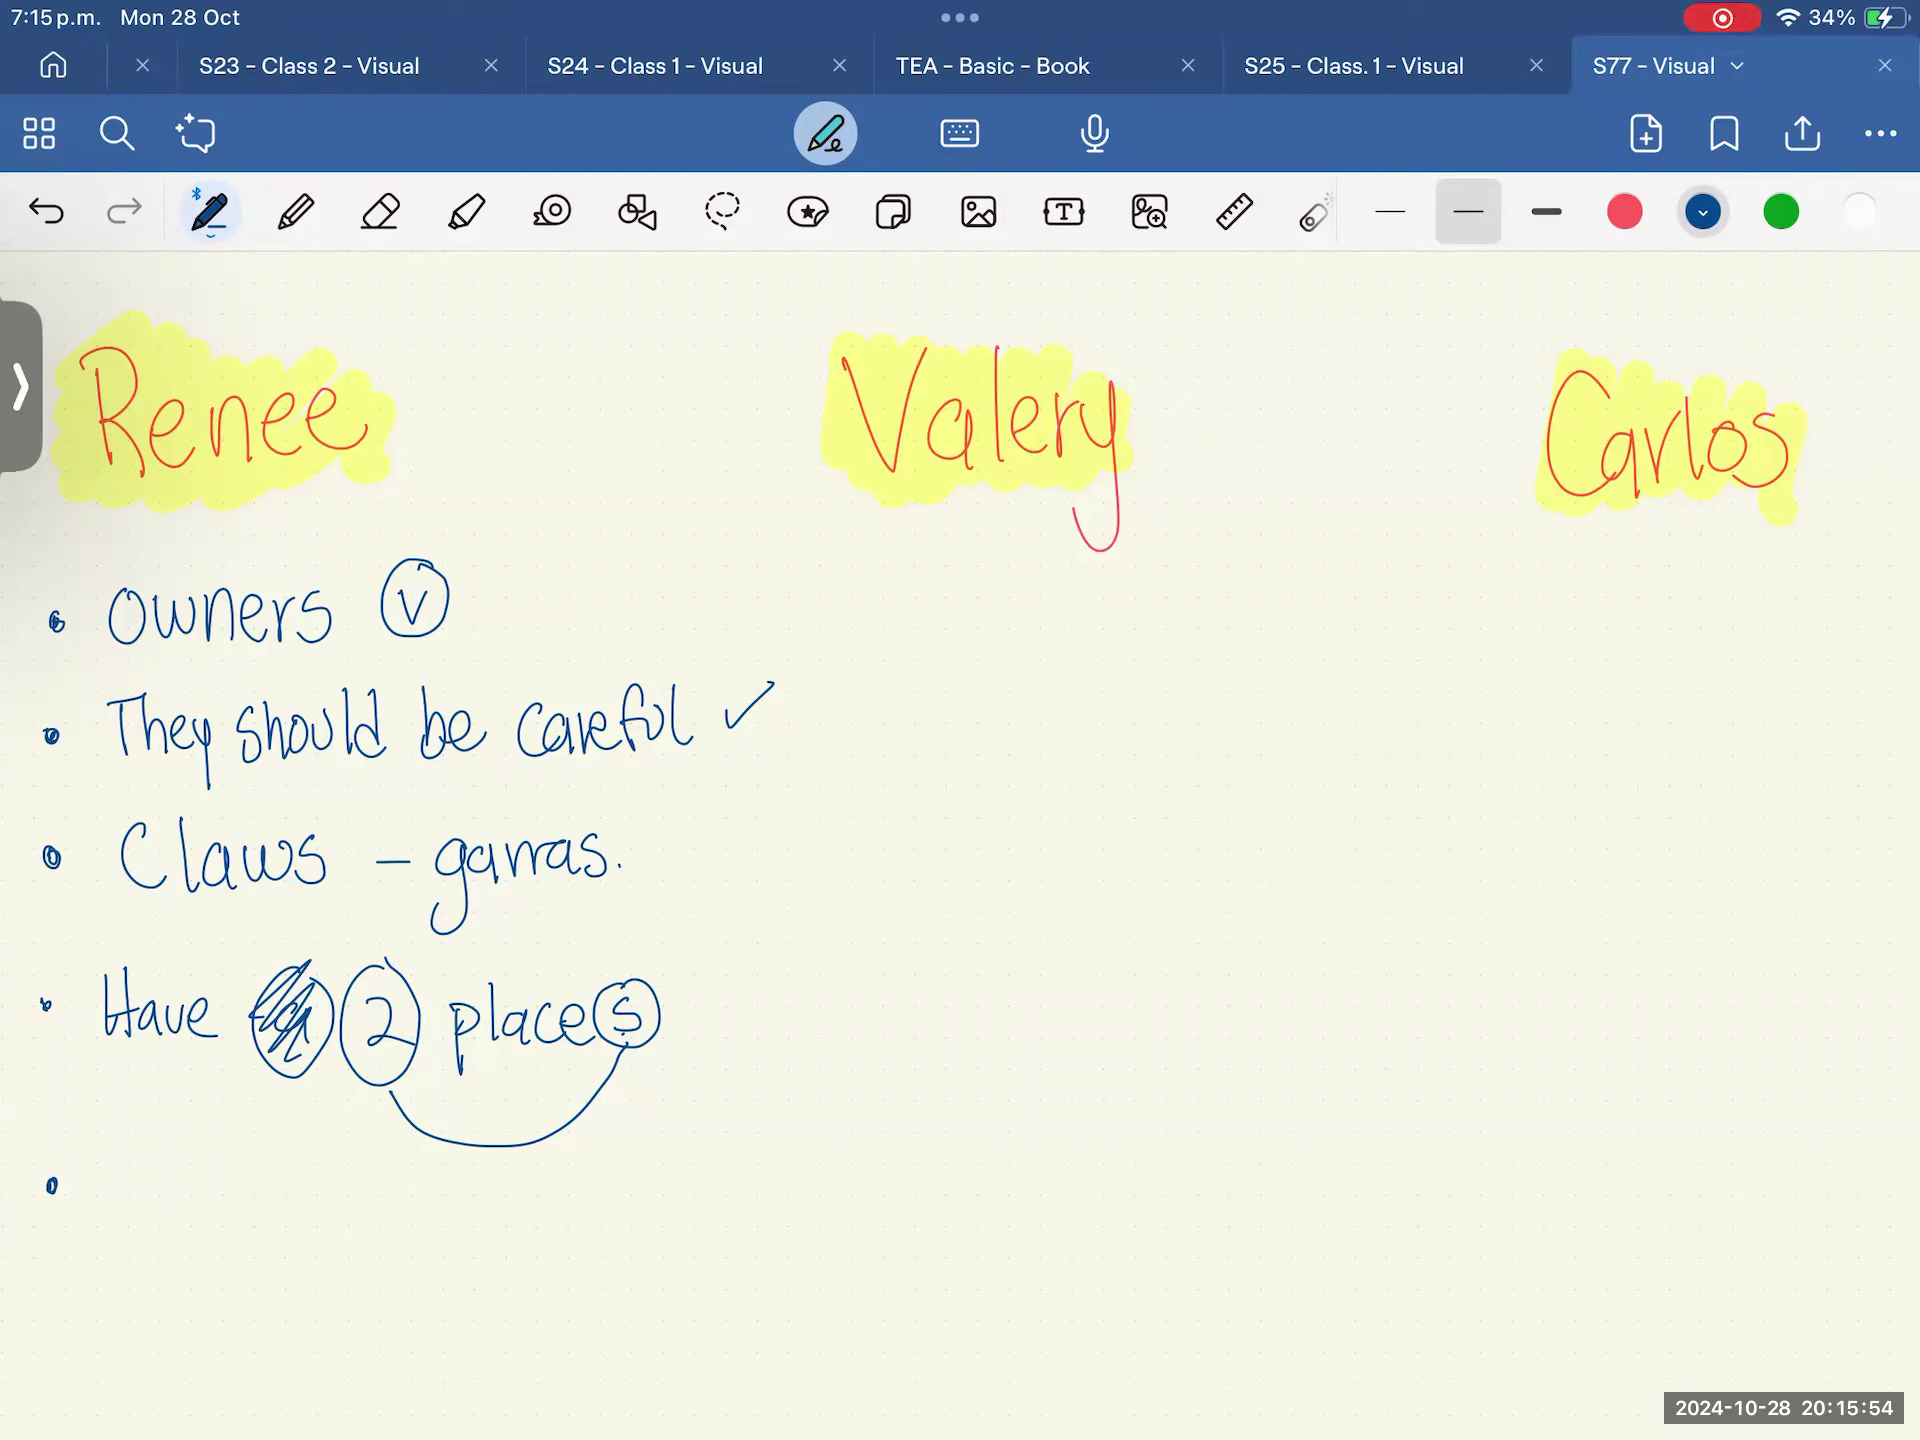 7:15 p.m. Mon 28 Oct
34%
S23 - Class 2 - Visual
S24 - Class 1 - Visual
TEA - Basic - Book
S25 - Class. 1 - Visual
S77 - Visual
Renee
Valery
Carlos
Owners v
They should be careful ✓
Claws - garras.
Have 2 places
2024-10-28 20:15:54